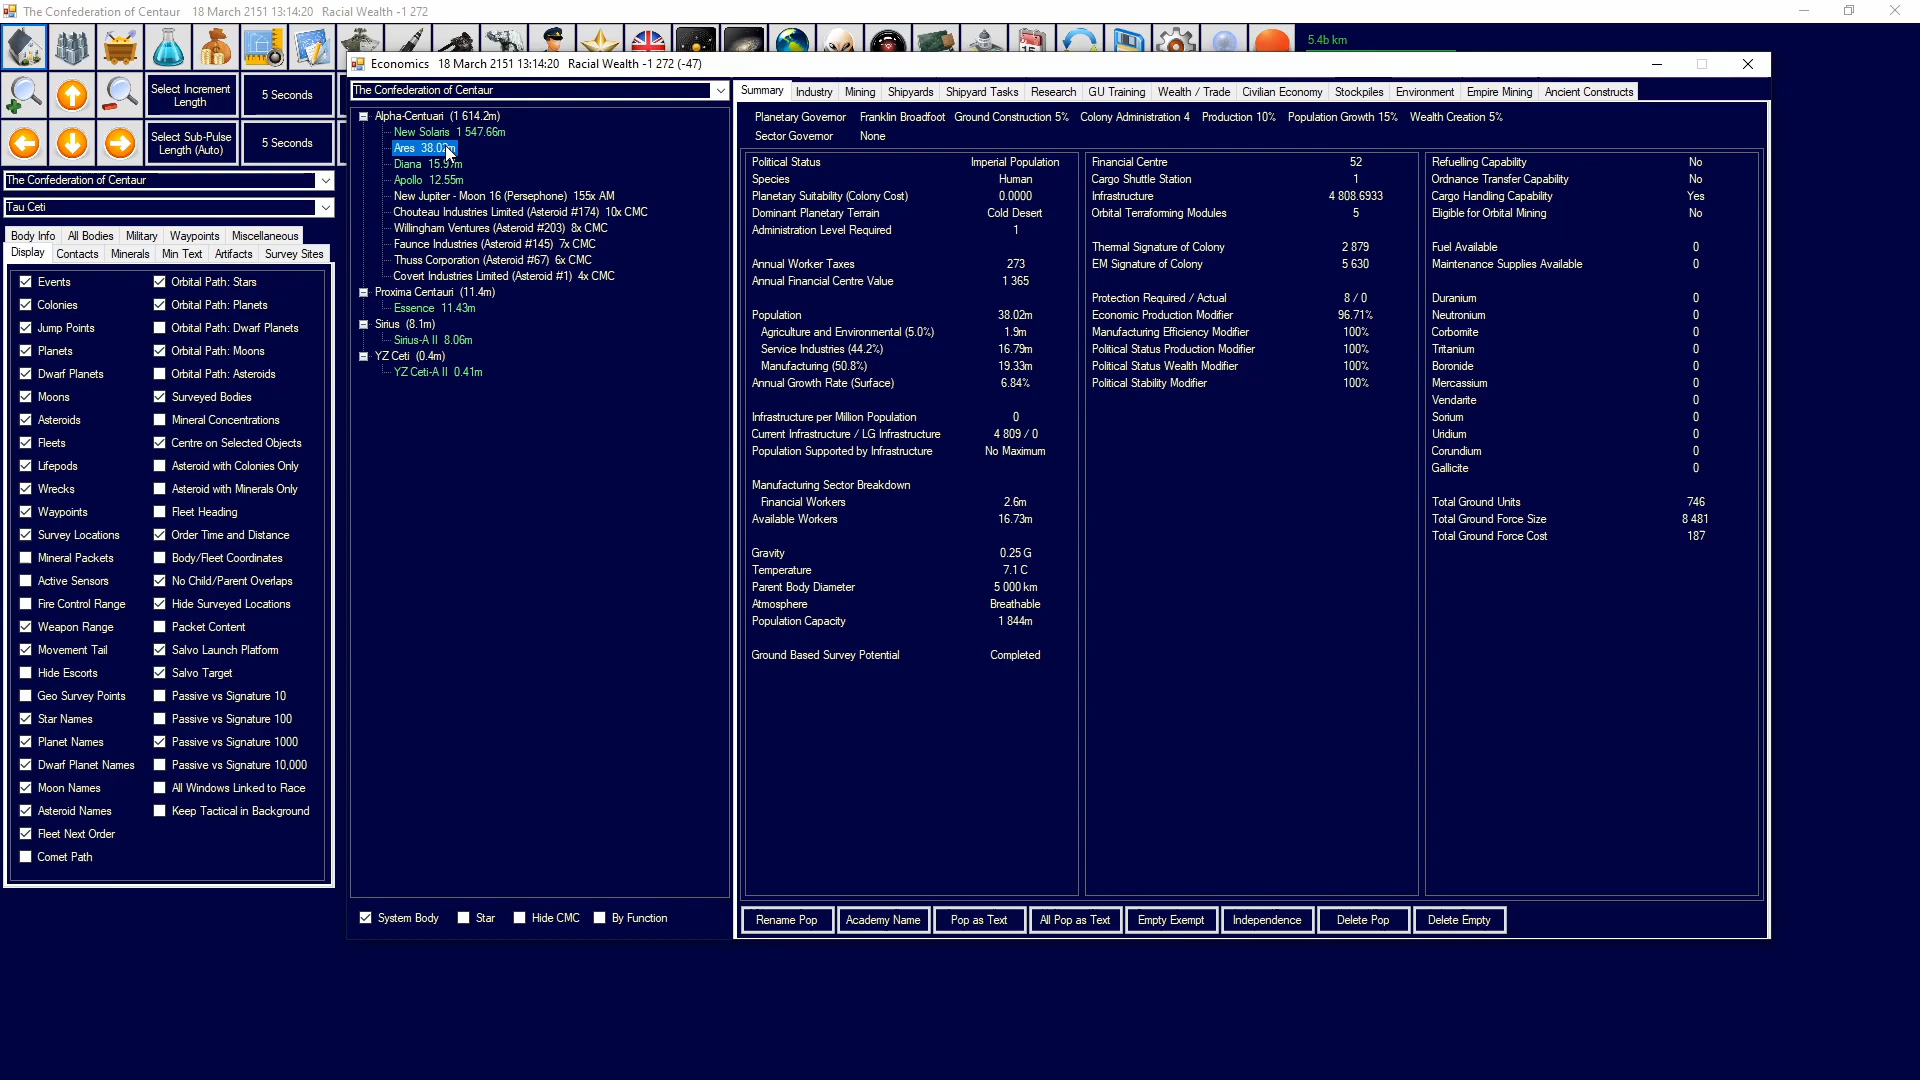 The Confederation of Centaur 18 March 2151 13:14:20 Racial Wealth -1 272
5.4b km
Economics 18 March 2151 13:14:20 Racial Wealth -1 272 (-47)
Select Increment Length
5 Seconds
Select Sub-Pulse Length (Auto)
5 Seconds
The Confederation of Centaur
Tau Ceti
Body Info All Bodies Military Waypoints Miscellaneous
Display Contacts Minerals Min Text Artifacts Survey Sites
Events Orbital Path: Stars
Colonies Orbital Path: Planets
Jump Points Orbital Path: Dwarf Planets
Planets Orbital Path: Moons
Dwarf Planets Orbital Path: Asteroids
Moons Surveyed Bodies
Asteroids Mineral Concentrations
Fleets Centre on Selected Objects
Lifepods Asteroid with Colonies Only
Wrecks Asteroid with Minerals Only
Waypoints Fleet Heading
Survey Locations Order Time and Distance
Mineral Packets Body/Fleet Coordinates
Active Sensors No Child/Parent Overlaps
Fire Control Range Hide Surveyed Locations
Weapon Range Packet Content
Movement Tail Salvo Launch Platform
Hide Escorts Salvo Target
Geo Survey Points Passive vs Signature 10
Star Names Passive vs Signature 100
Planet Names Passive vs Signature 1000
Dwarf Planet Names Passive vs Signature 10,000
Moon Names All Windows Linked to Race
Asteroid Names Keep Tactical in Background
Fleet Next Order
Comet Path
The Confederation of Centaur
Alpha-Centuari (1 614.2m)
New Solaris 1 547.66m
Ares 38.02m
Diana 15.97m
Apollo 12.55m
New Jupiter - Moon 16 (Persephone) 155x AM
Chouteau Industries Limited (Asteroid #174) 10x CMC
Willingham Ventures (Asteroid #203) 8x CMC
Faunce Industries (Asteroid #145) 7x CMC
Thuss Corporation (Asteroid #67) 6x CMC
Covert Industries Limited (Asteroid #1) 4x CMC
Proxima Centauri (11.4m)
Essence 11.43m
Sirius (8.1m)
Sirius-A II 8.06m
YZ Ceti (0.4m)
YZ Ceti-A II 0.41m
System Body Star Hide CMC By Function
Summary Industry Mining Shipyards Shipyard Tasks Research GU Training Wealth / Trade Civilian Economy Stockpiles Environment Empire Mining Ancient Constructs
Planetary Governor Franklin Broadfoot Ground Construction 5% Colony Administration 4 Production 10% Population Growth 15% Wealth Creation 5%
Sector Governor None
Political Status Imperial Population
Species Human
Planetary Suitability (Colony Cost) 0.0000
Dominant Planetary Terrain Cold Desert
Administration Level Required 1
Annual Worker Taxes 273
Annual Financial Centre Value 1 365
Population 38.02m
Agriculture and Environmental (5.0%) 1.9m
Service Industries (44.2%) 16.79m
Manufacturing (50.8%) 19.33m
Annual Growth Rate (Surface) 6.84%
Infrastructure per Million Population 0
Current Infrastructure / LG Infrastructure 4 809 / 0
Population Supported by Infrastructure No Maximum
Manufacturing Sector Breakdown
Financial Workers 2.6m
Available Workers 16.73m
Gravity 0.25 G
Temperature 7.1 C
Parent Body Diameter 5 000 km
Atmosphere Breathable
Population Capacity 1 844m
Ground Based Survey Potential Completed
Financial Centre 52
Cargo Shuttle Station 1
Infrastructure 4 808.6933
Orbital Terraforming Modules 5
Thermal Signature of Colony 2 879
EM Signature of Colony 5 630
Protection Required / Actual 8 / 0
Economic Production Modifier 96.71%
Manufacturing Efficiency Modifier 100%
Political Status Production Modifier 100%
Political Status Wealth Modifier 100%
Political Stability Modifier 100%
Refuelling Capability No
Ordnance Transfer Capability No
Cargo Handling Capability Yes
Eligible for Orbital Mining No
Fuel Available 0
Maintenance Supplies Available 0
Duranium 0
Neutronium 0
Corbomite 0
Tritanium 0
Boronide 0
Mercassium 0
Vendarite 0
Sorium 0
Uridium 0
Corundium 0
Gallicite 0
Total Ground Units 746
Total Ground Force Size 8 481
Total Ground Force Cost 187
Rename Pop Academy Name Pop as Text All Pop as Text Empty Exempt Independence Delete Pop Delete Empty